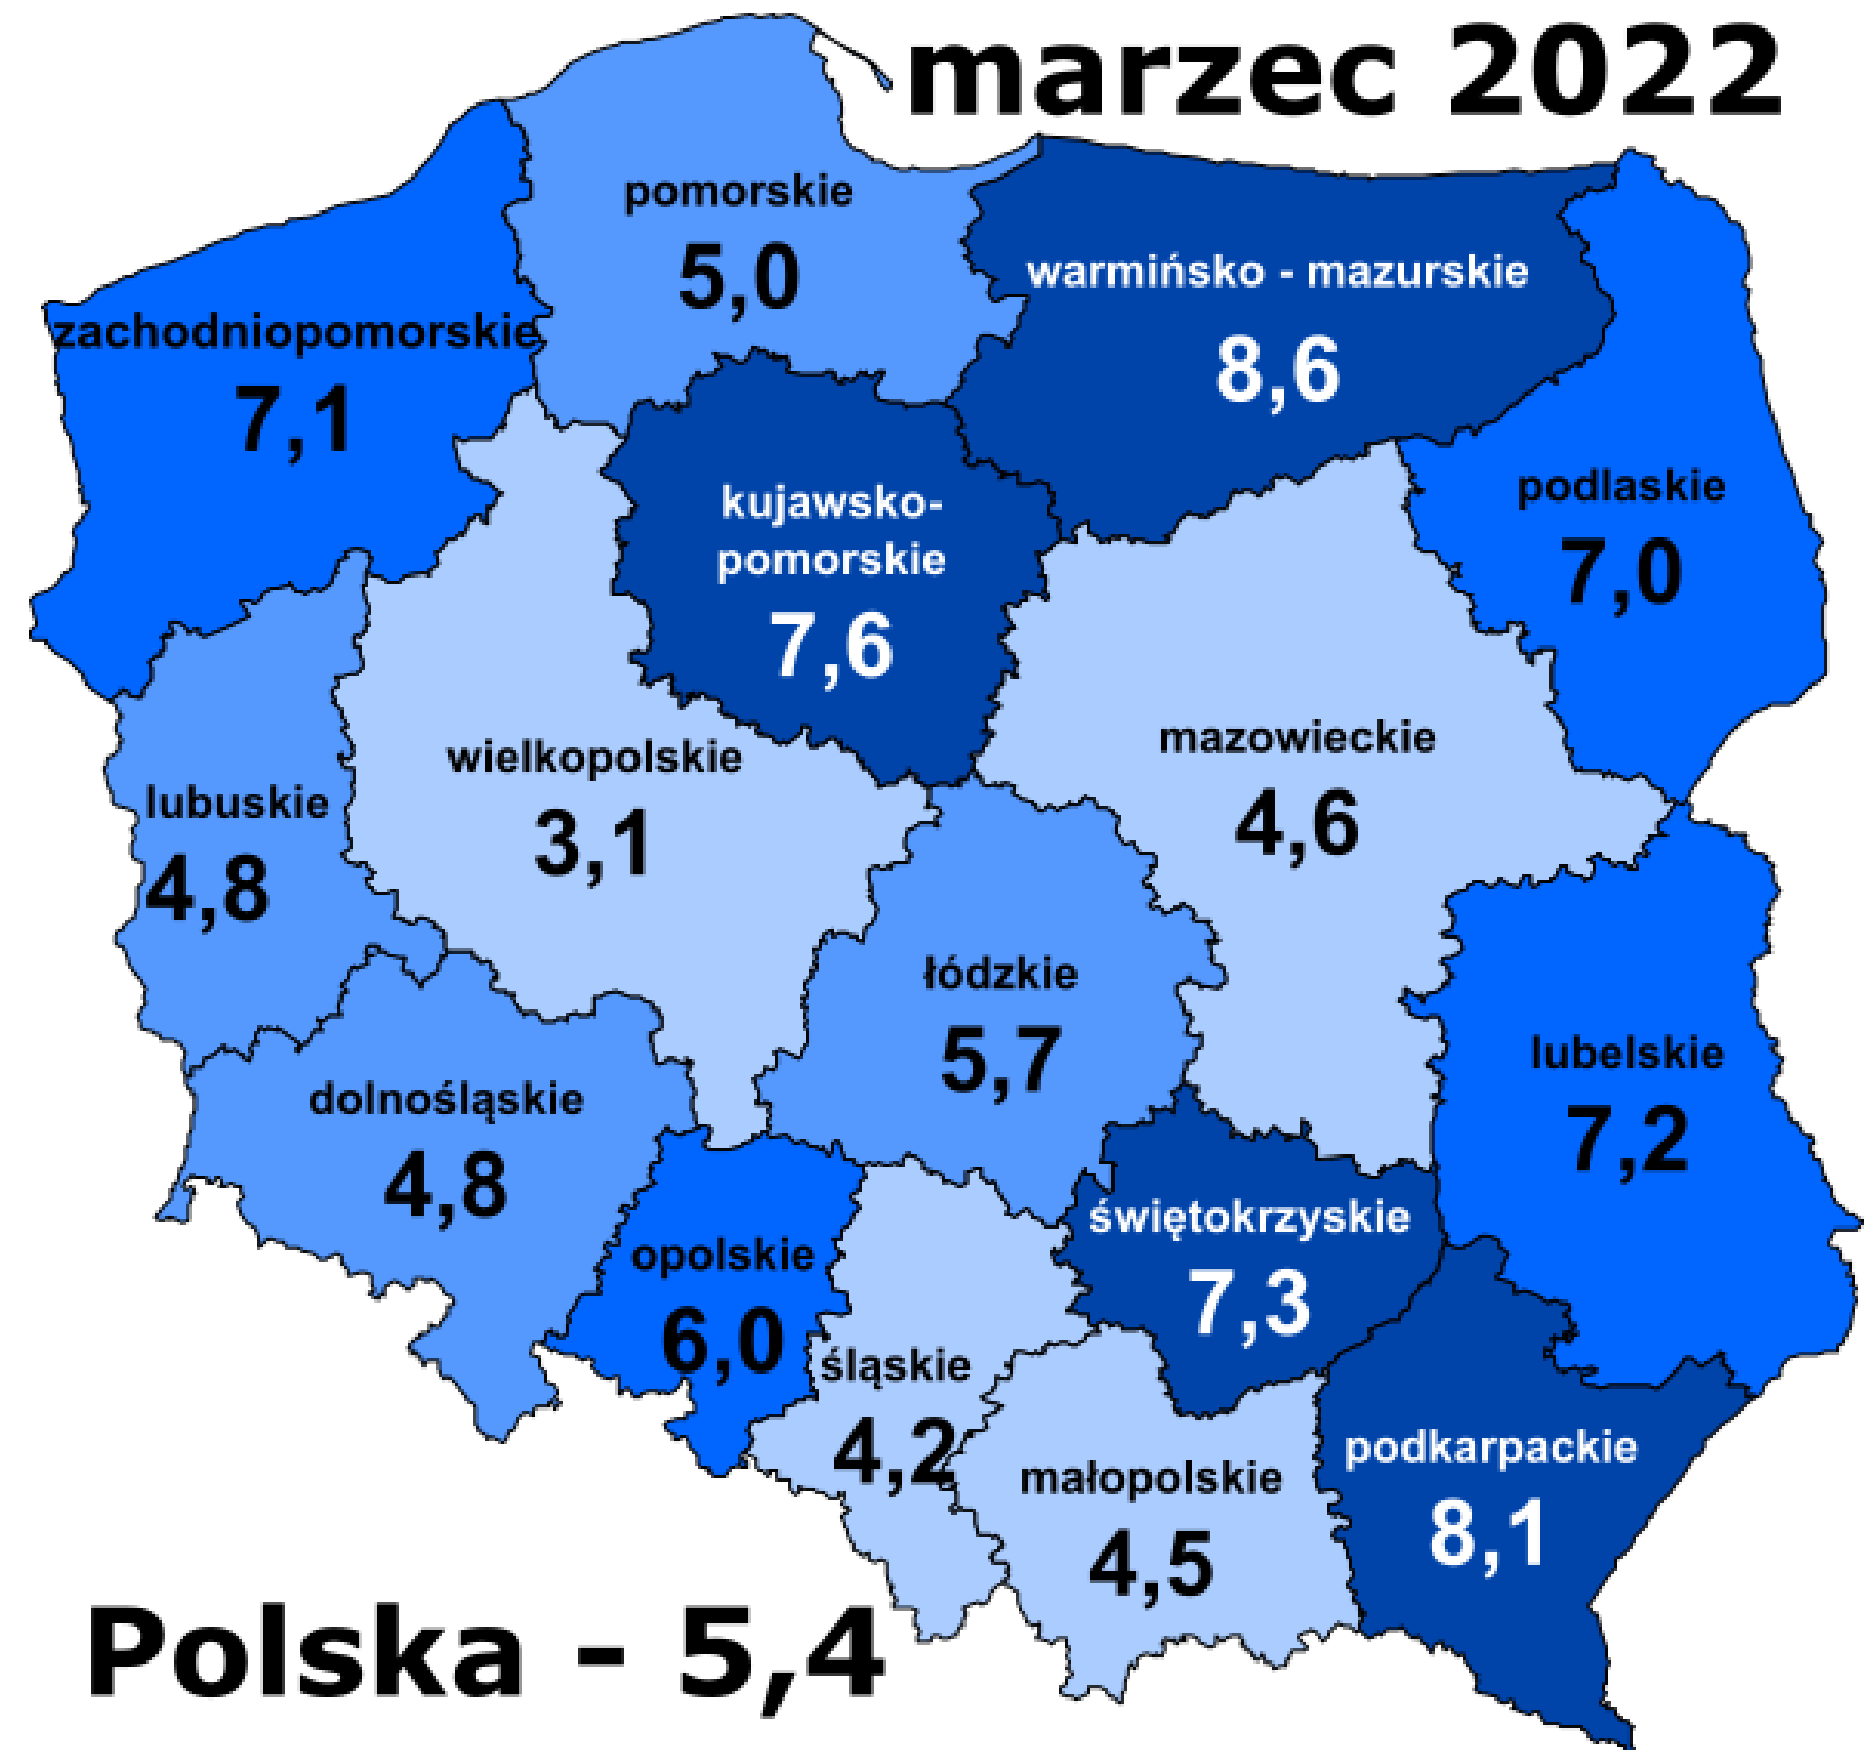 marzec 2022
pomorskie
5,0
warmińsko - mazurskie
8,6
zachodniopomorskie
7,1
kujawsko-
pomorskie
7,6
podlaskie
7,0
wielkopolskie
3,1
mazowieckie
4,6
lubuskie
4,8
łódzkie
5,7
lubelskie
7,2
dolnośląskie
4,8
świętokrzyskie
7,3
opolskie
6,0
śląskie
4,2
małopolskie
4,5
podkarpackie
8,1
Polska - 5,4